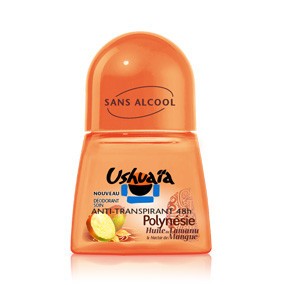 SANS ALCOOL
Ushuaïa
NOUVEAU
DÉODORANT
SOIN
ANTI-TRANSPIRANT 48h
Polynésie
Huile de Tamanu
& Nectar de Mangue